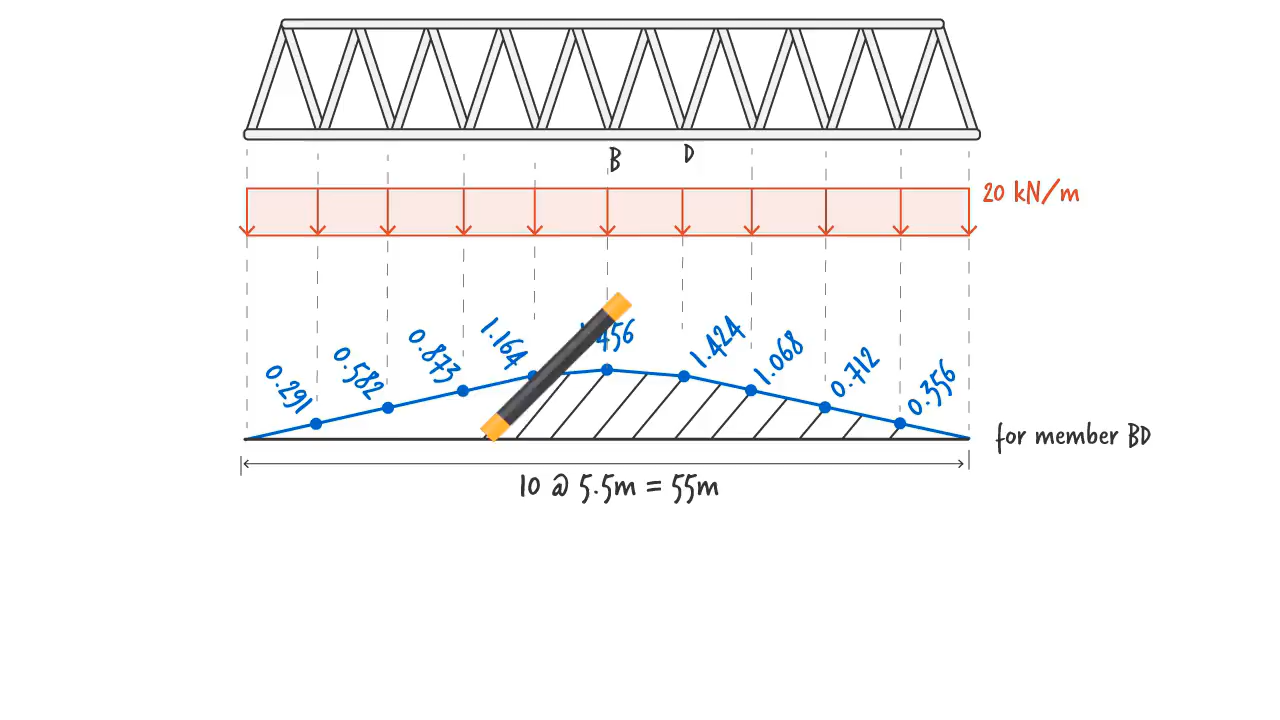 B D
20 kN/m
0.291 0.582 0.873 1.164 456 1.424 1.068 0.712 0.356
for member BD
10 @ 5.5m = 55m